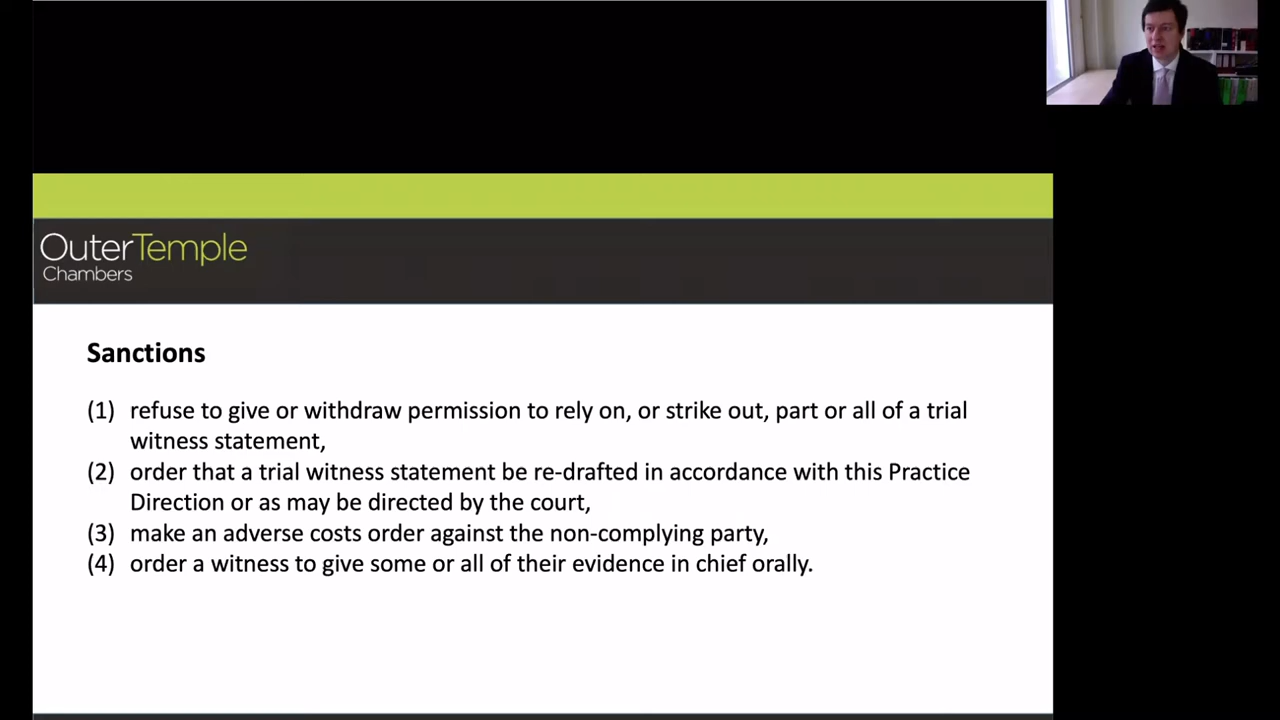 OuterTemple
Chambers
Sanctions
(1) refuse to give or withdraw permission to rely on, or strike out, part or all of a trial
witness statement,
(2) order that a trial witness statement be re-drafted in accordance with this Practice
Direction or as may be directed by the court,
(3) make an adverse costs order against the non-complying party,
(4) order a witness to give some or all of their evidence in chief orally.